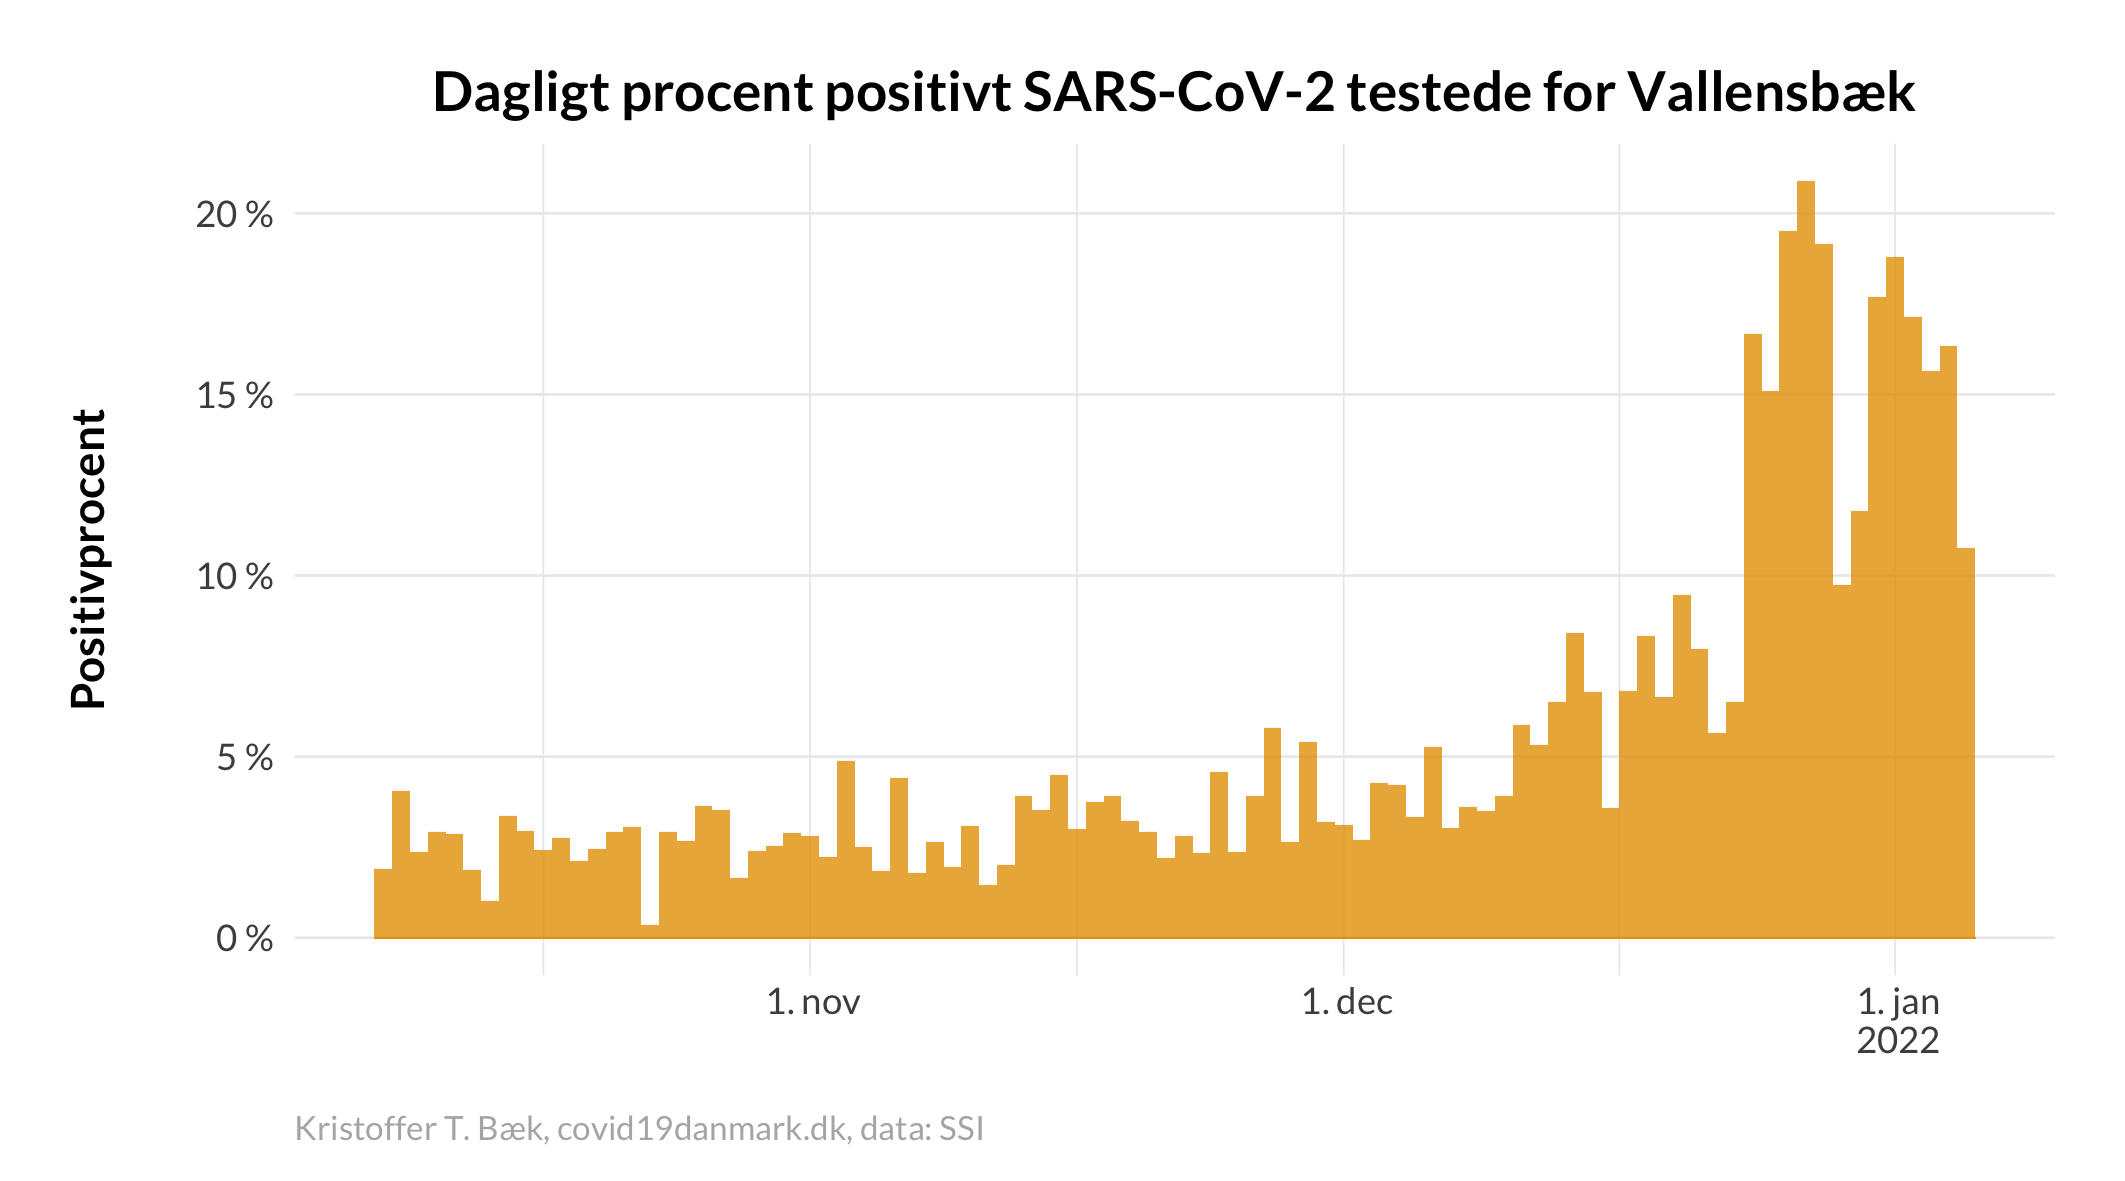 Dagligt procent positivt SARS-CoV-2 testede for Vallensbæk
Positivprocent
20 %
15 %
10 %
5 %
0 %
1. nov
1. dec
1. jan
2022
Kristoffer T. Bæk, covid19danmark.dk, data: SSI